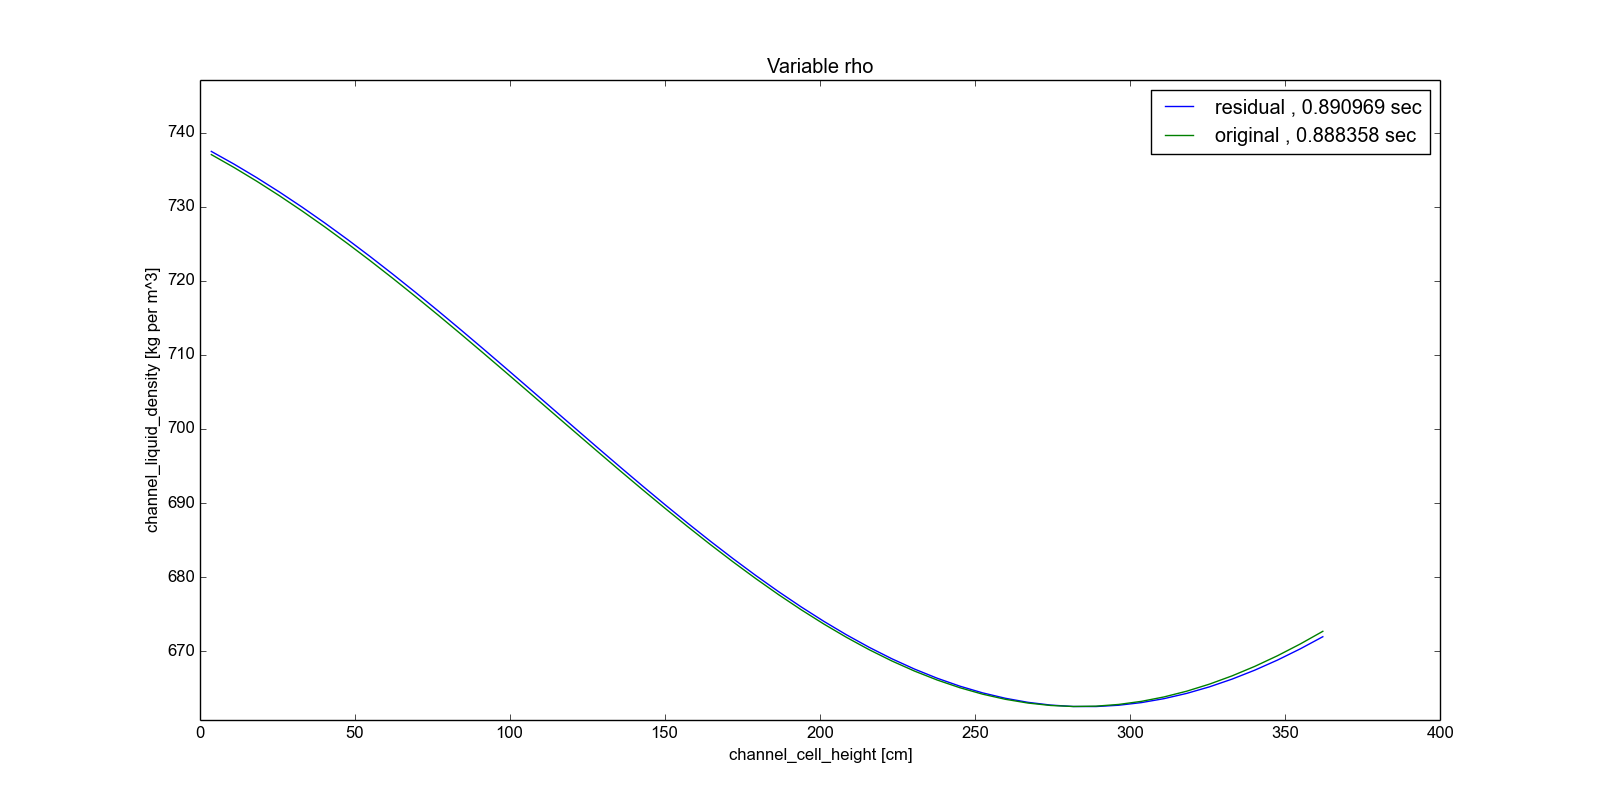 Variable rho
residual , 0.890969 sec
original , 0.888358 sec
740
730
720
710
700
690
680
670
channel_liquid_density [kg per m^3]
0 50 100 150 200 250 300 350 400
channel_cell_height [cm]